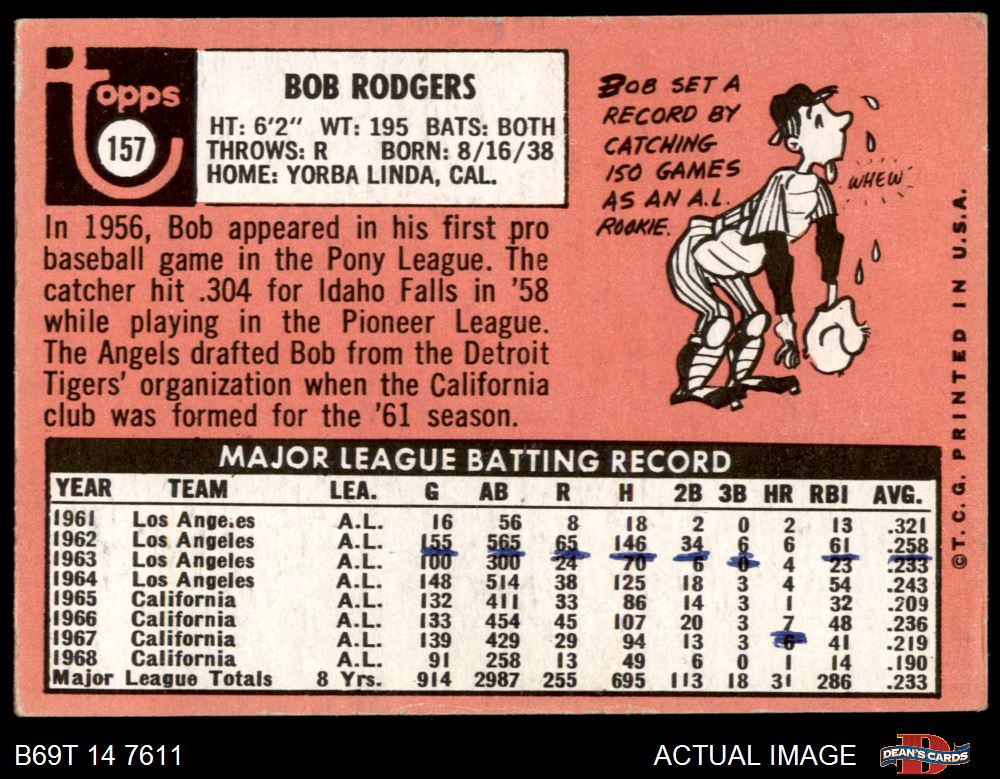 topps
157
BOB RODGERS
HT: 6'2" WT: 195 BATS: BOTH
THROWS: R BORN: 8/16/38
HOME: YORBA LINDA, CAL.
In 1956, Bob appeared in his first pro
baseball game in the Pony League. The
catcher hit .304 for Idaho Falls in '58
while playing in the Pioneer League.
The Angels drafted Bob from the Detroit
Tigers' organization when the California
club was formed for the '61 season.
BOB SET A
RECORD BY
CATCHING
150 GAMES
AS AN A.L.
ROOKIE.
WHEW
©T.C.G. PRINTED IN U.S.A.
MAJOR LEAGUE BATTING RECORD
YEAR TEAM LEA. G AB R H 2B 3B HR RBI AVG.
1961 Los Angeles A.L. 16 56 8 18 2 0 2 13 .321
1962 Los Angeles A.L. 155 565 65 146 34 6 6 61 .258
1963 Los Angeles A.L. 100 300 24 70 6 0 4 23 .233
1964 Los Angeles A.L. 148 514 38 125 18 3 4 54 .243
1965 California A.L. 132 411 33 86 14 3 1 32 .209
1966 California A.L. 133 454 45 107 20 3 7 48 .236
1967 California A.L. 139 429 29 94 13 3 6 41 .219
1968 California A.L. 91 258 13 49 6 0 1 14 .190
Major League Totals 8 Yrs. 914 2987 255 695 113 18 31 286 .233
B69T 14 7611
ACTUAL IMAGE
DEAN'S CARDS